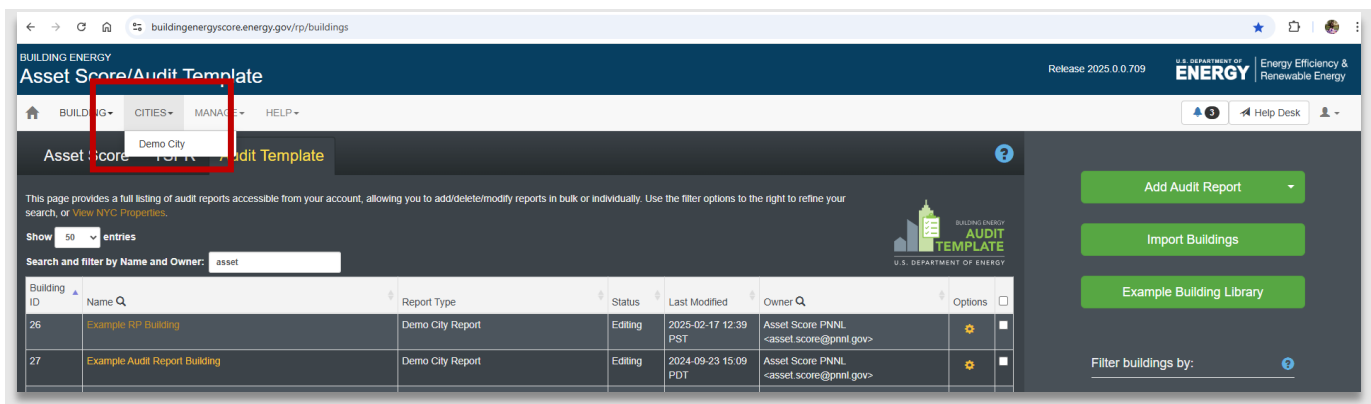 buildingenergyscore.energy.gov/rp/buildings
BUILDING ENERGY
Asset Score/Audit Template
Release 2025.0.0.709
U.S. DEPARTMENT OF
ENERGY
Energy Efficiency &
Renewable Energy
BUILDING CITIES MANAGE HELP
3 Help Desk
Demo City
Asset Score TSPR Audit Template
This page provides a full listing of audit reports accessible from your account, allowing you to add/delete/modify reports in bulk or individually. Use the filter options to the right to refine your
search, or View NYC Properties.
Show 50 entries
Search and filter by Name and Owner: asset
BUILDING ENERGY
AUDIT
TEMPLATE
U.S. DEPARTMENT OF ENERGY
Add Audit Report
Import Buildings
Example Building Library
Filter buildings by:
Building
ID Name Report Type Status Last Modified Owner Options
26 Example RP Building Demo City Report Editing 2025-02-17 12:39 Asset Score PNNL
PST <asset.score@pnnl.gov>
27 Example Audit Report Building Demo City Report Editing 2024-09-23 15:09 Asset Score PNNL
PDT <asset.score@pnnl.gov>